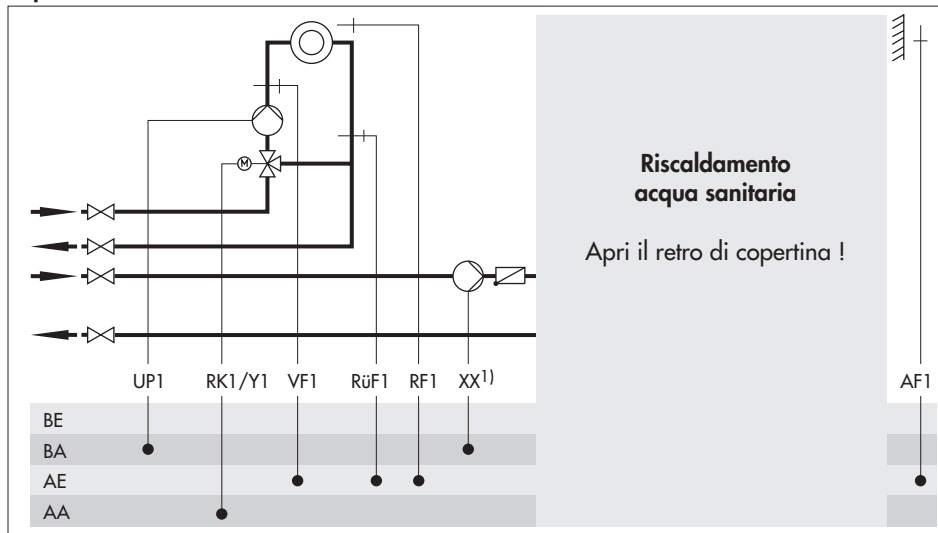 M
Riscaldamento
acqua sanitaria
Apri il retro di copertina !
UP1 RK1/Y1 VF1 RüF1 RF1 XX1) AF1
BE
BA
AE
AA